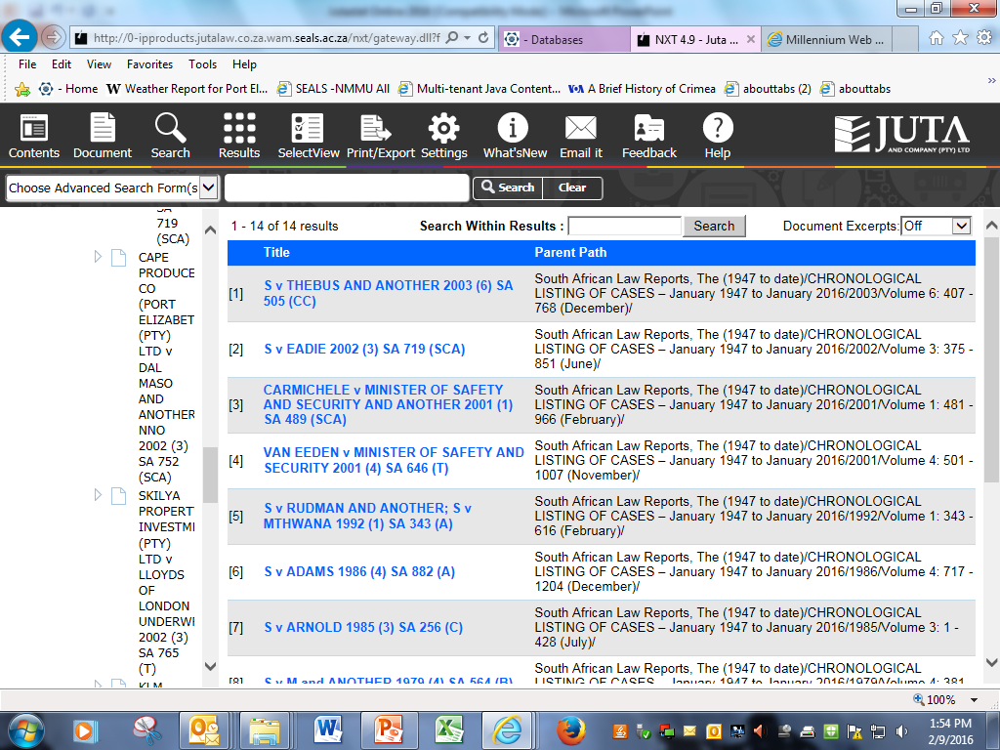 http://0-ipproducts.jutalaw.co.za.wam.seals.ac.za/nxt/gateway.dll?f
- Databases
NXT 4.9 - Juta ...
Millennium Web ...
File Edit View Favorites Tools Help
- Home
Weather Report for Port El...
SEALS -NMMU All
Multi-tenant Java Content...
VOA A Brief History of Crimea
abouttabs (2)
abouttabs
Contents Document Search Results SelectView Print/Export Settings What'sNew Email it Feedback Help
JUTA
AND COMPANY (PTY) LTD
Choose Advanced Search Form(s
Search Clear
SA
719
(SCA)
CAPE
PRODUCE
CO
(PORT
ELIZABET
(PTY)
LTD v
DAL
MASO
AND
ANOTHER
NNO
2002 (3)
SA 752
(SCA)
SKILYA
PROPERT
INVESTMI
(PTY)
LTD v
LLOYDS
OF
LONDON
UNDERWI
2002 (3)
SA 765
(T)
KLM
1 - 14 of 14 results
Search Within Results :
Search
Document Excerpts: Off
Title Parent Path
[1] S v THEBUS AND ANOTHER 2003 (6) SA
505 (CC)
South African Law Reports, The (1947 to date)/CHRONOLOGICAL
LISTING OF CASES – January 1947 to January 2016/2003/Volume 6: 407 -
768 (December)/
[2] S v EADIE 2002 (3) SA 719 (SCA)
South African Law Reports, The (1947 to date)/CHRONOLOGICAL
LISTING OF CASES – January 1947 to January 2016/2002/Volume 3: 375 -
851 (June)/
[3] CARMICHELE v MINISTER OF SAFETY
AND SECURITY AND ANOTHER 2001 (1)
SA 489 (SCA)
South African Law Reports, The (1947 to date)/CHRONOLOGICAL
LISTING OF CASES – January 1947 to January 2016/2001/Volume 1: 481 -
966 (February)/
[4] VAN EEDEN v MINISTER OF SAFETY AND
SECURITY 2001 (4) SA 646 (T)
South African Law Reports, The (1947 to date)/CHRONOLOGICAL
LISTING OF CASES – January 1947 to January 2016/2001/Volume 4: 501 -
1007 (November)/
[5] S v RUDMAN AND ANOTHER; S v
MTHWANA 1992 (1) SA 343 (A)
South African Law Reports, The (1947 to date)/CHRONOLOGICAL
LISTING OF CASES – January 1947 to January 2016/1992/Volume 1: 343 -
616 (February)/
[6] S v ADAMS 1986 (4) SA 882 (A)
South African Law Reports, The (1947 to date)/CHRONOLOGICAL
LISTING OF CASES – January 1947 to January 2016/1986/Volume 4: 717 -
1204 (December)/
[7] S v ARNOLD 1985 (3) SA 256 (C)
South African Law Reports, The (1947 to date)/CHRONOLOGICAL
LISTING OF CASES – January 1947 to January 2016/1985/Volume 3: 1 -
428 (July)/
[8] S v M and ANOTHER 1979 (4) SA 564 (B)
South African Law Reports, The (1947 to date)/CHRONOLOGICAL
LISTING OF CASES – January 1947 to January 2016/1979/Volume 4: 381
100%
1:54 PM
2/9/2016